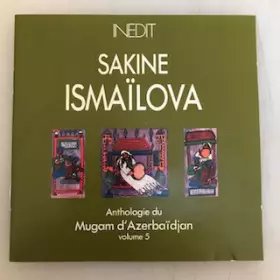 INEDIT
SAKINE
ISMAÏLOVA
Anthologie du
Mugam d'Azerbaïdjan
volume 5